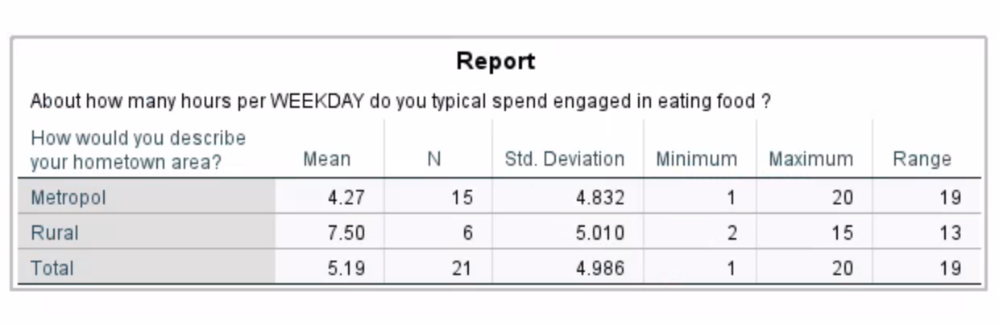 Report
About how many hours per WEEKDAY do you typical spend engaged in eating food ?
How would you describe
your hometown area? Mean N Std. Deviation Minimum Maximum Range
Metropol 4.27 15 4.832 1 20 19
Rural 7.50 6 5.010 2 15 13
Total 5.19 21 4.986 1 20 19